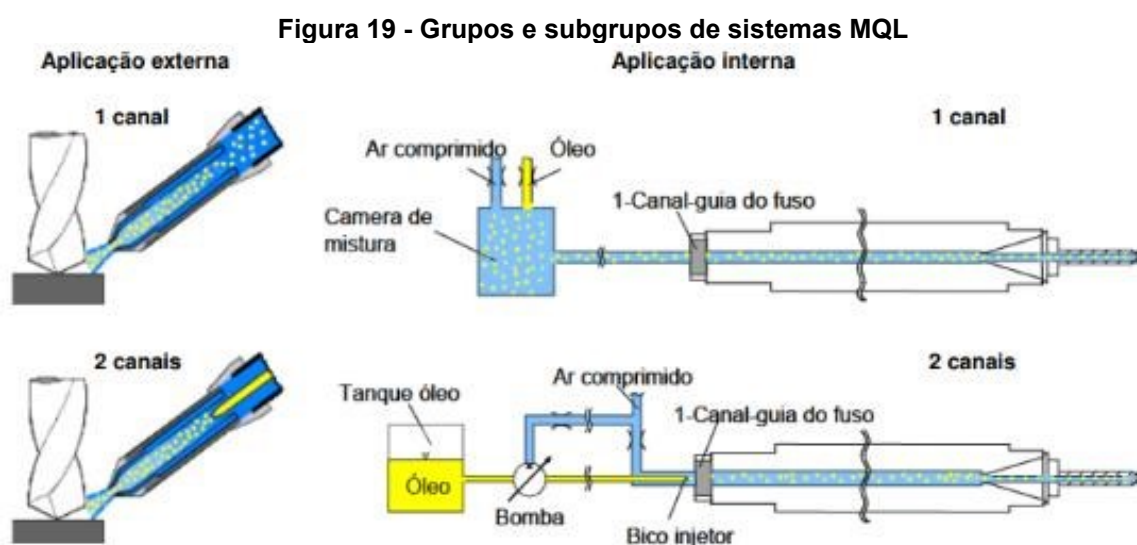 Figura 19 - Grupos e subgrupos de sistemas MQL
Aplicação externa
Aplicação interna
1 canal
1 canal
Ar comprimido
Óleo
1-Canal-guia do fuso
Camera de
mistura
2 canais
2 canais
Ar comprimido
Tanque óleo
1-Canal-guia do fuso
Óleo
Bomba
Bico injetor